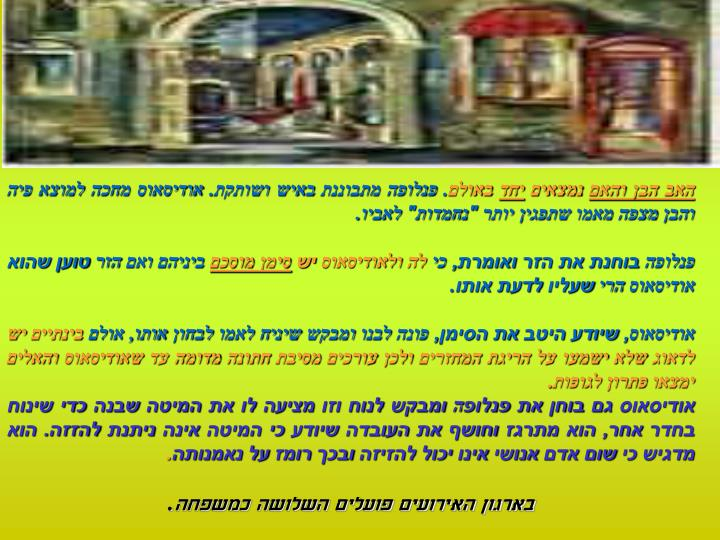 האב הבן והאם נמצאים יחד באולם. פנלופה מתבוננת באיש ושותקת. אודיסאוס מחכה למוצא פיה
והבן מצפה מאמו שתפגין יותר "נחמדות" לאביו.
פנלופה בוחנת את הזר ואומרת, כי לה ולאודיסאוס יש סימן מוסכם ביניהם ואם הזר טוען שהוא
אודיסאוס הרי שעליו לדעת אותו.
אודיסאוס, שיודע היטב את הסימן, פונה לבנו ומבקש שיניח לאמו לבחון אותו, אולם בינתיים יש
לדאוג שלא ישמעו על הריגת המחזרים ולכן עורכים מסיבת חתונה מדומה עד שאודיסאוס והאלים
ימצאו פתרון לגופות.
אודיסאוס גם בוחן את פנלופה ומבקש לנוח וזו מציעה לו את המיטה שבנה כדי שינוח
בחדר אחר, הוא מתרגז וחושף את העובדה שיודע כי המיטה אינה ניתנת להזזה. הוא
מדגיש כי שום אדם אנושי אינו יכול להזיזה ובכך רומז על נאמנותה.
בארגון האירועים פועלים השלושה כמשפחה.